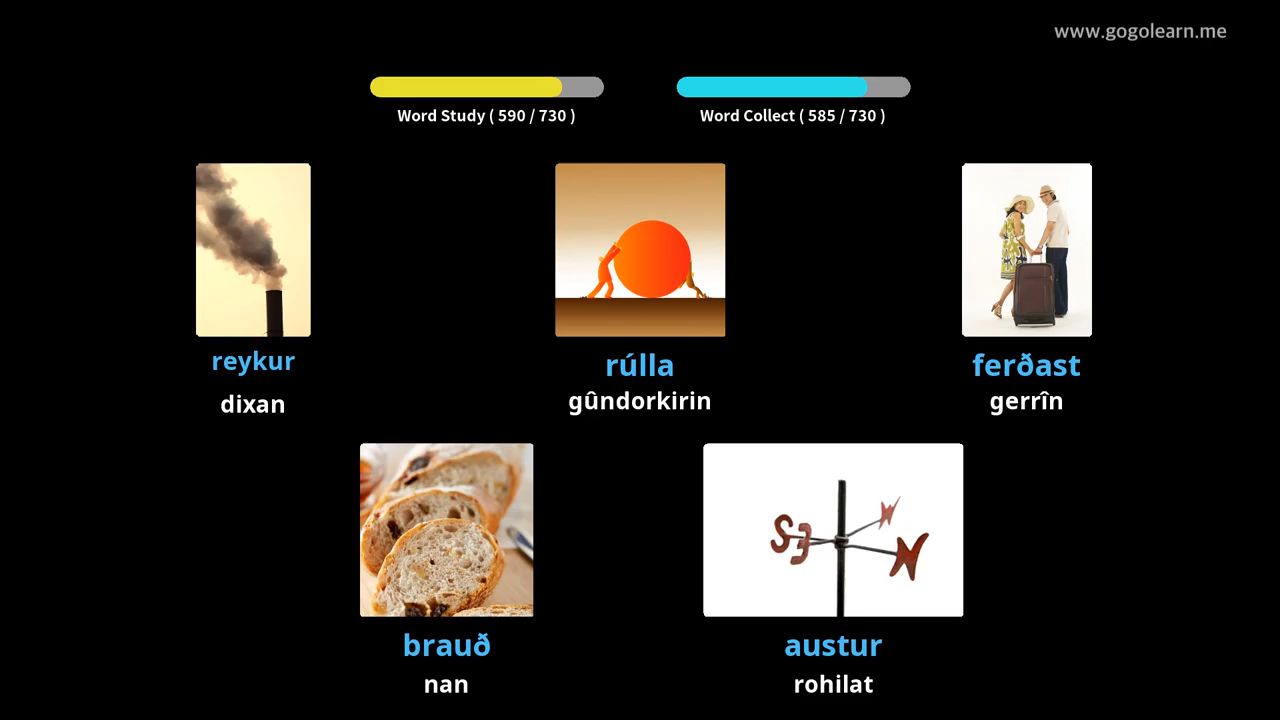 www.gogolearn.me
Word Study ( 590 / 730 )
Word Collect ( 585 / 730 )
reykur
dixan
rúlla
gûndorkirin
ferðast
gerrîn
S E N N
brauð
nan
austur
rohilat